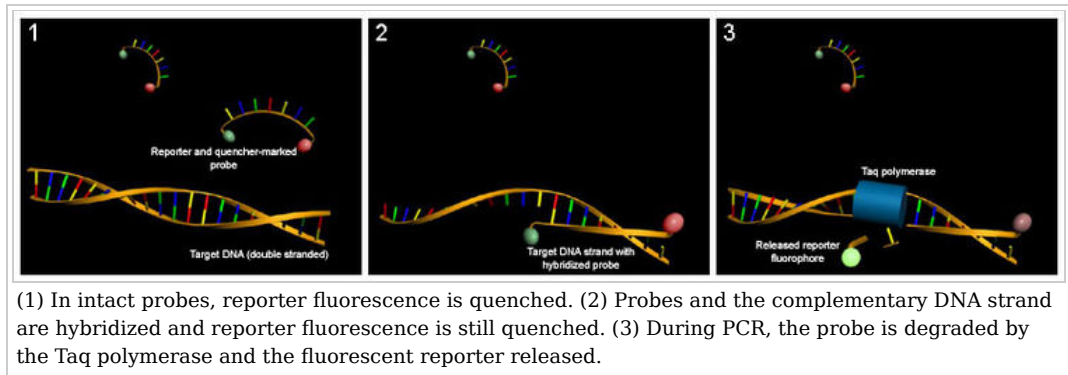 1
Reporter and quencher-marked
probe
Target DNA (double stranded)
2
Target DNA strand with
hybridized probe
3
Taq polymerase
Released reporter
fluorophore
(1) In intact probes, reporter fluorescence is quenched. (2) Probes and the complementary DNA strand
are hybridized and reporter fluorescence is still quenched. (3) During PCR, the probe is degraded by
the Taq polymerase and the fluorescent reporter released.